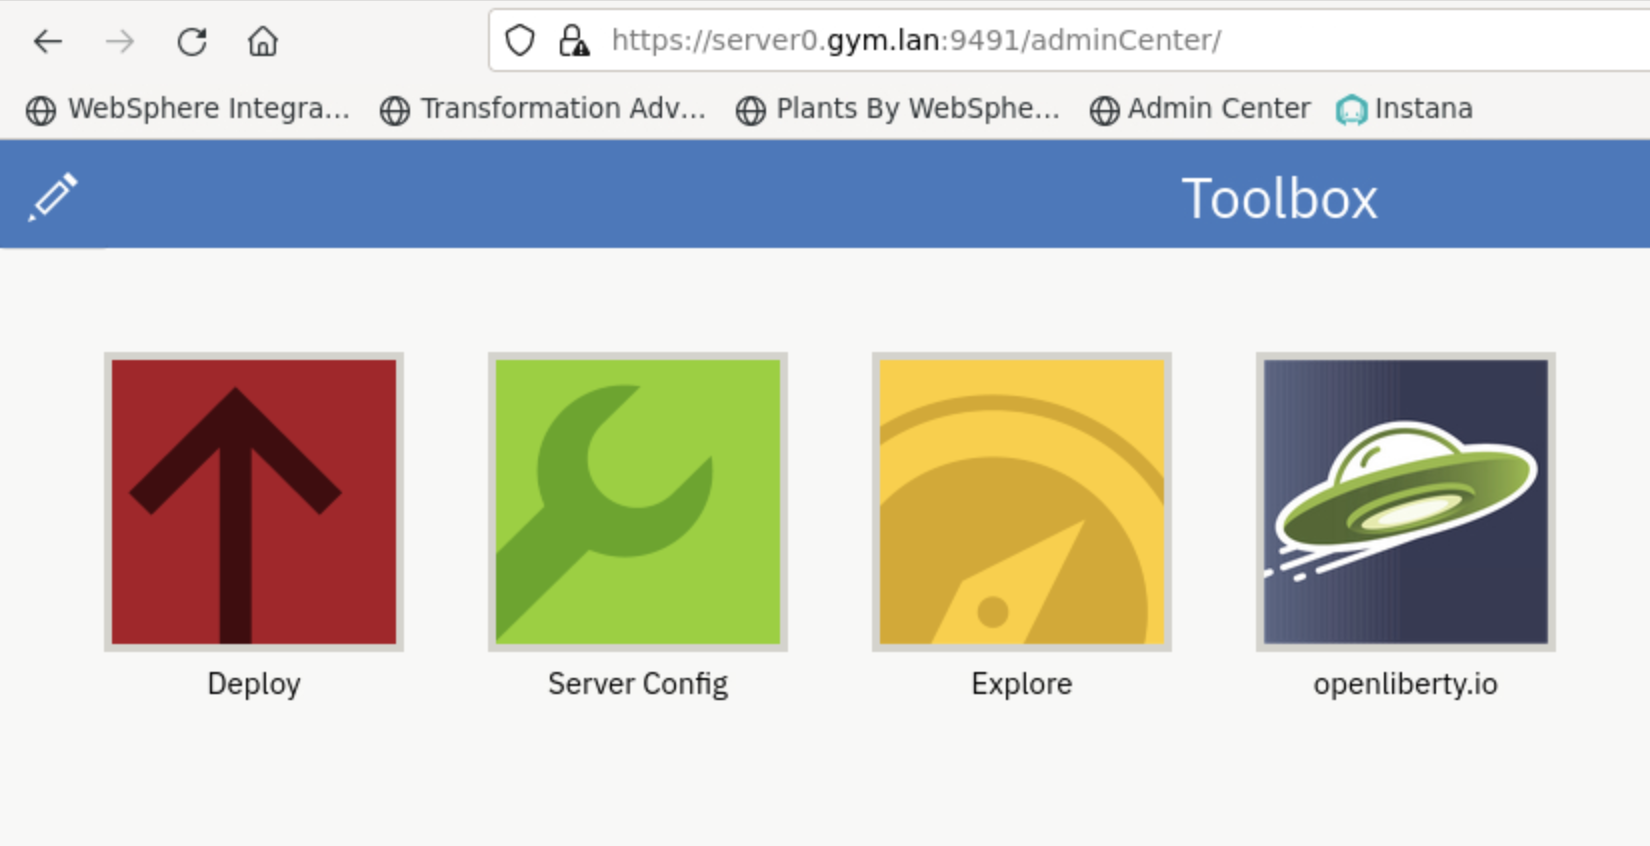 https://server0.gym.lan:9491/adminCenter/
WebSphere Integra... Transformation Adv... Plants By WebSphe... Admin Center Instana
Toolbox
Deploy Server Config Explore openliberty.io